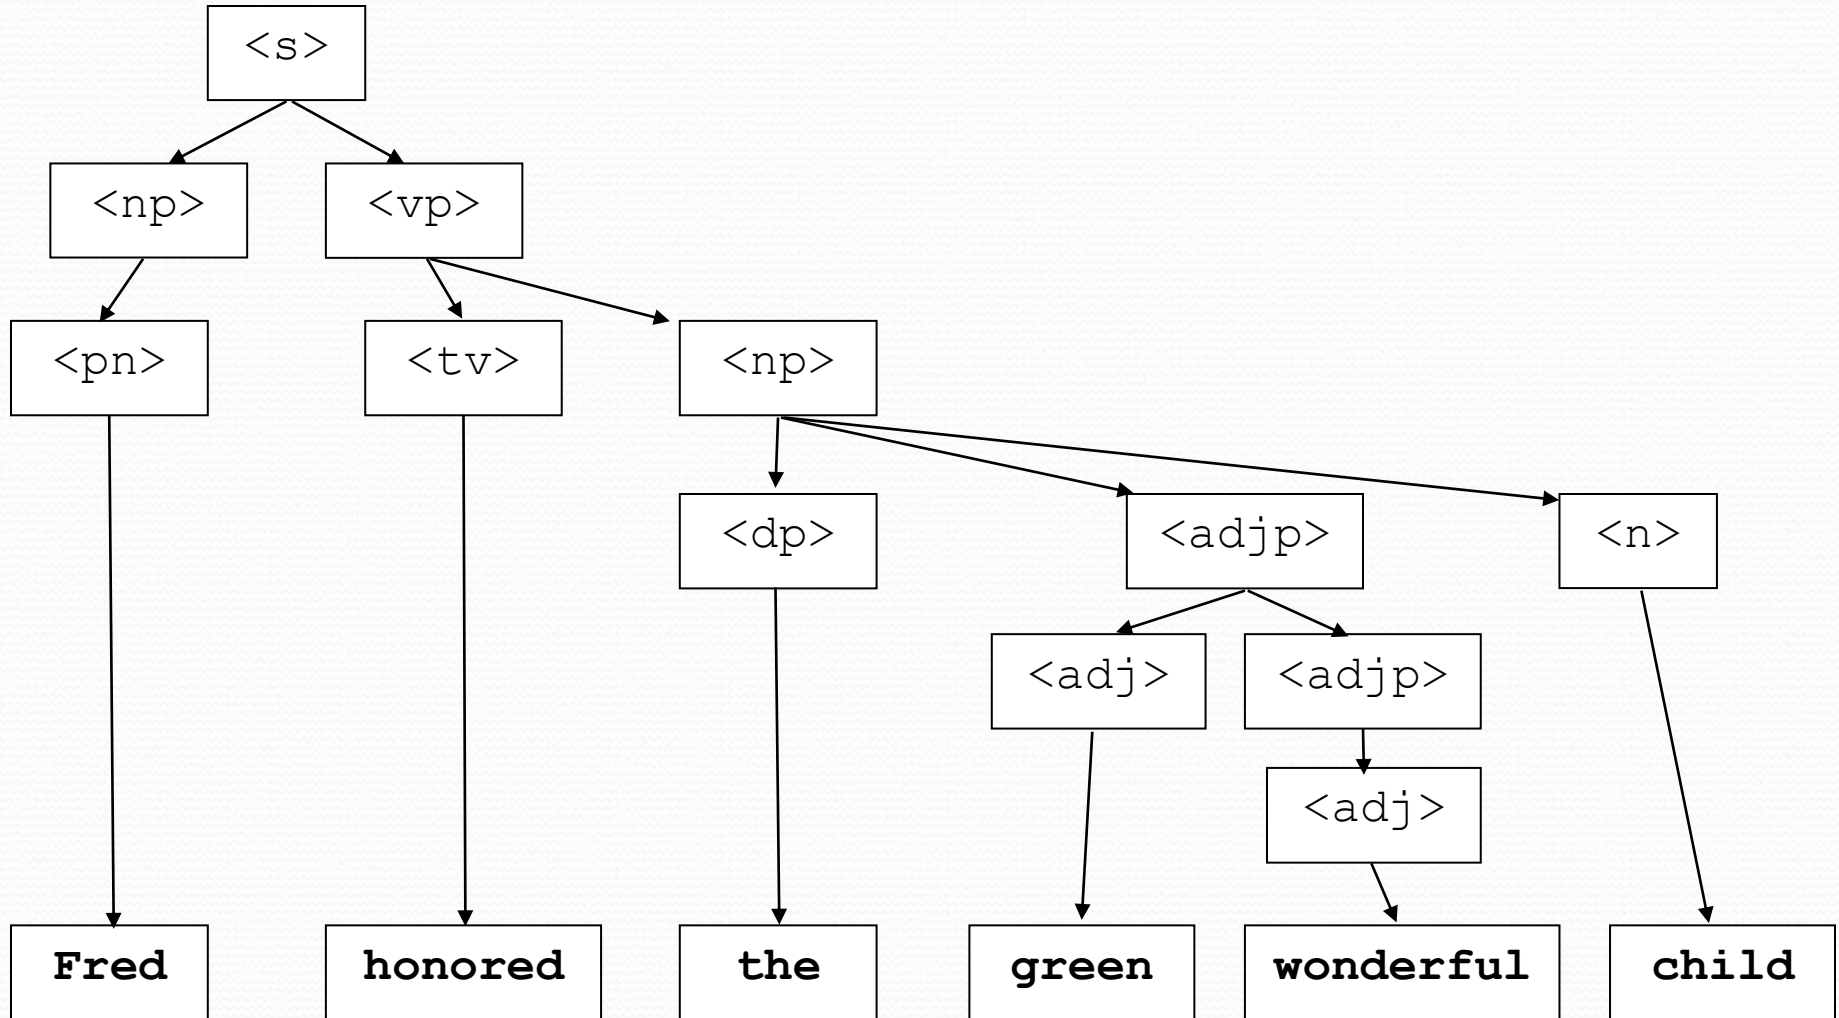 <s>
<np> <vp>
<pn> <tv> <np>
<dp> <adjp> <n>
<adj> <adjp>
<adj>
Fred honored the green wonderful child